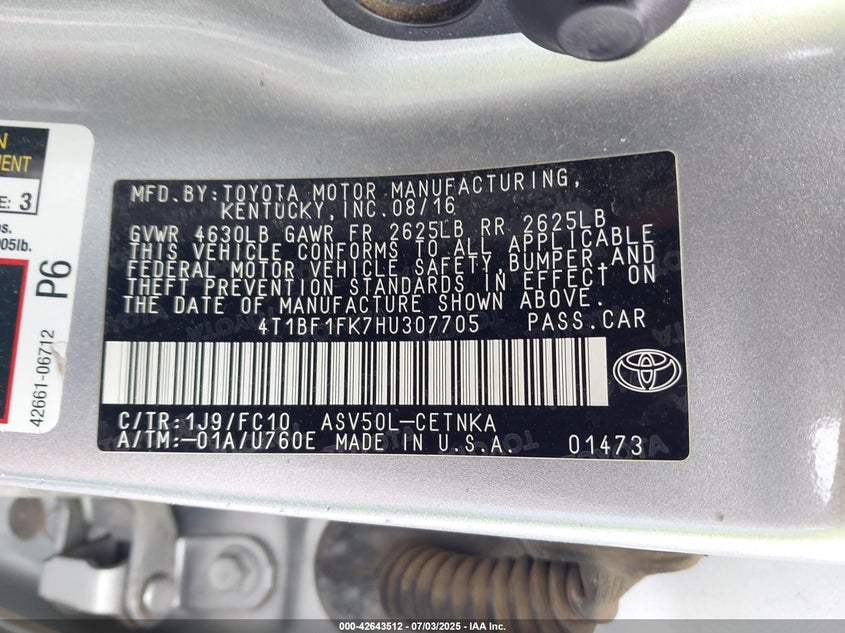 N
MENT
E: 3
s.
005lb.
P6
42661-06712
MFD.BY:TOYOTA MOTOR MANUFACTURING,
KENTUCKY,INC.08/16
GVWR 4630LB GAWR FR 2625LB RR 2625LB
THIS VEHICLE CONFORMS TO ALL APPLICABLE
FEDERAL MOTOR VEHICLE SAFETY,BUMPER,AND
THEFT PREVENTION STANDARDS IN EFFECT ON
THE DATE OF MANUFACTURE SHOWN ABOVE.
4T1BF1FK7HU307705 PASS.CAR
C/TR:1J9/FC10 ASV50L-CETNKA
A/TM:-01A/U760E MADE IN U.S.A. 01473
000-42643512 - 07/03/2025 - IAA Inc.